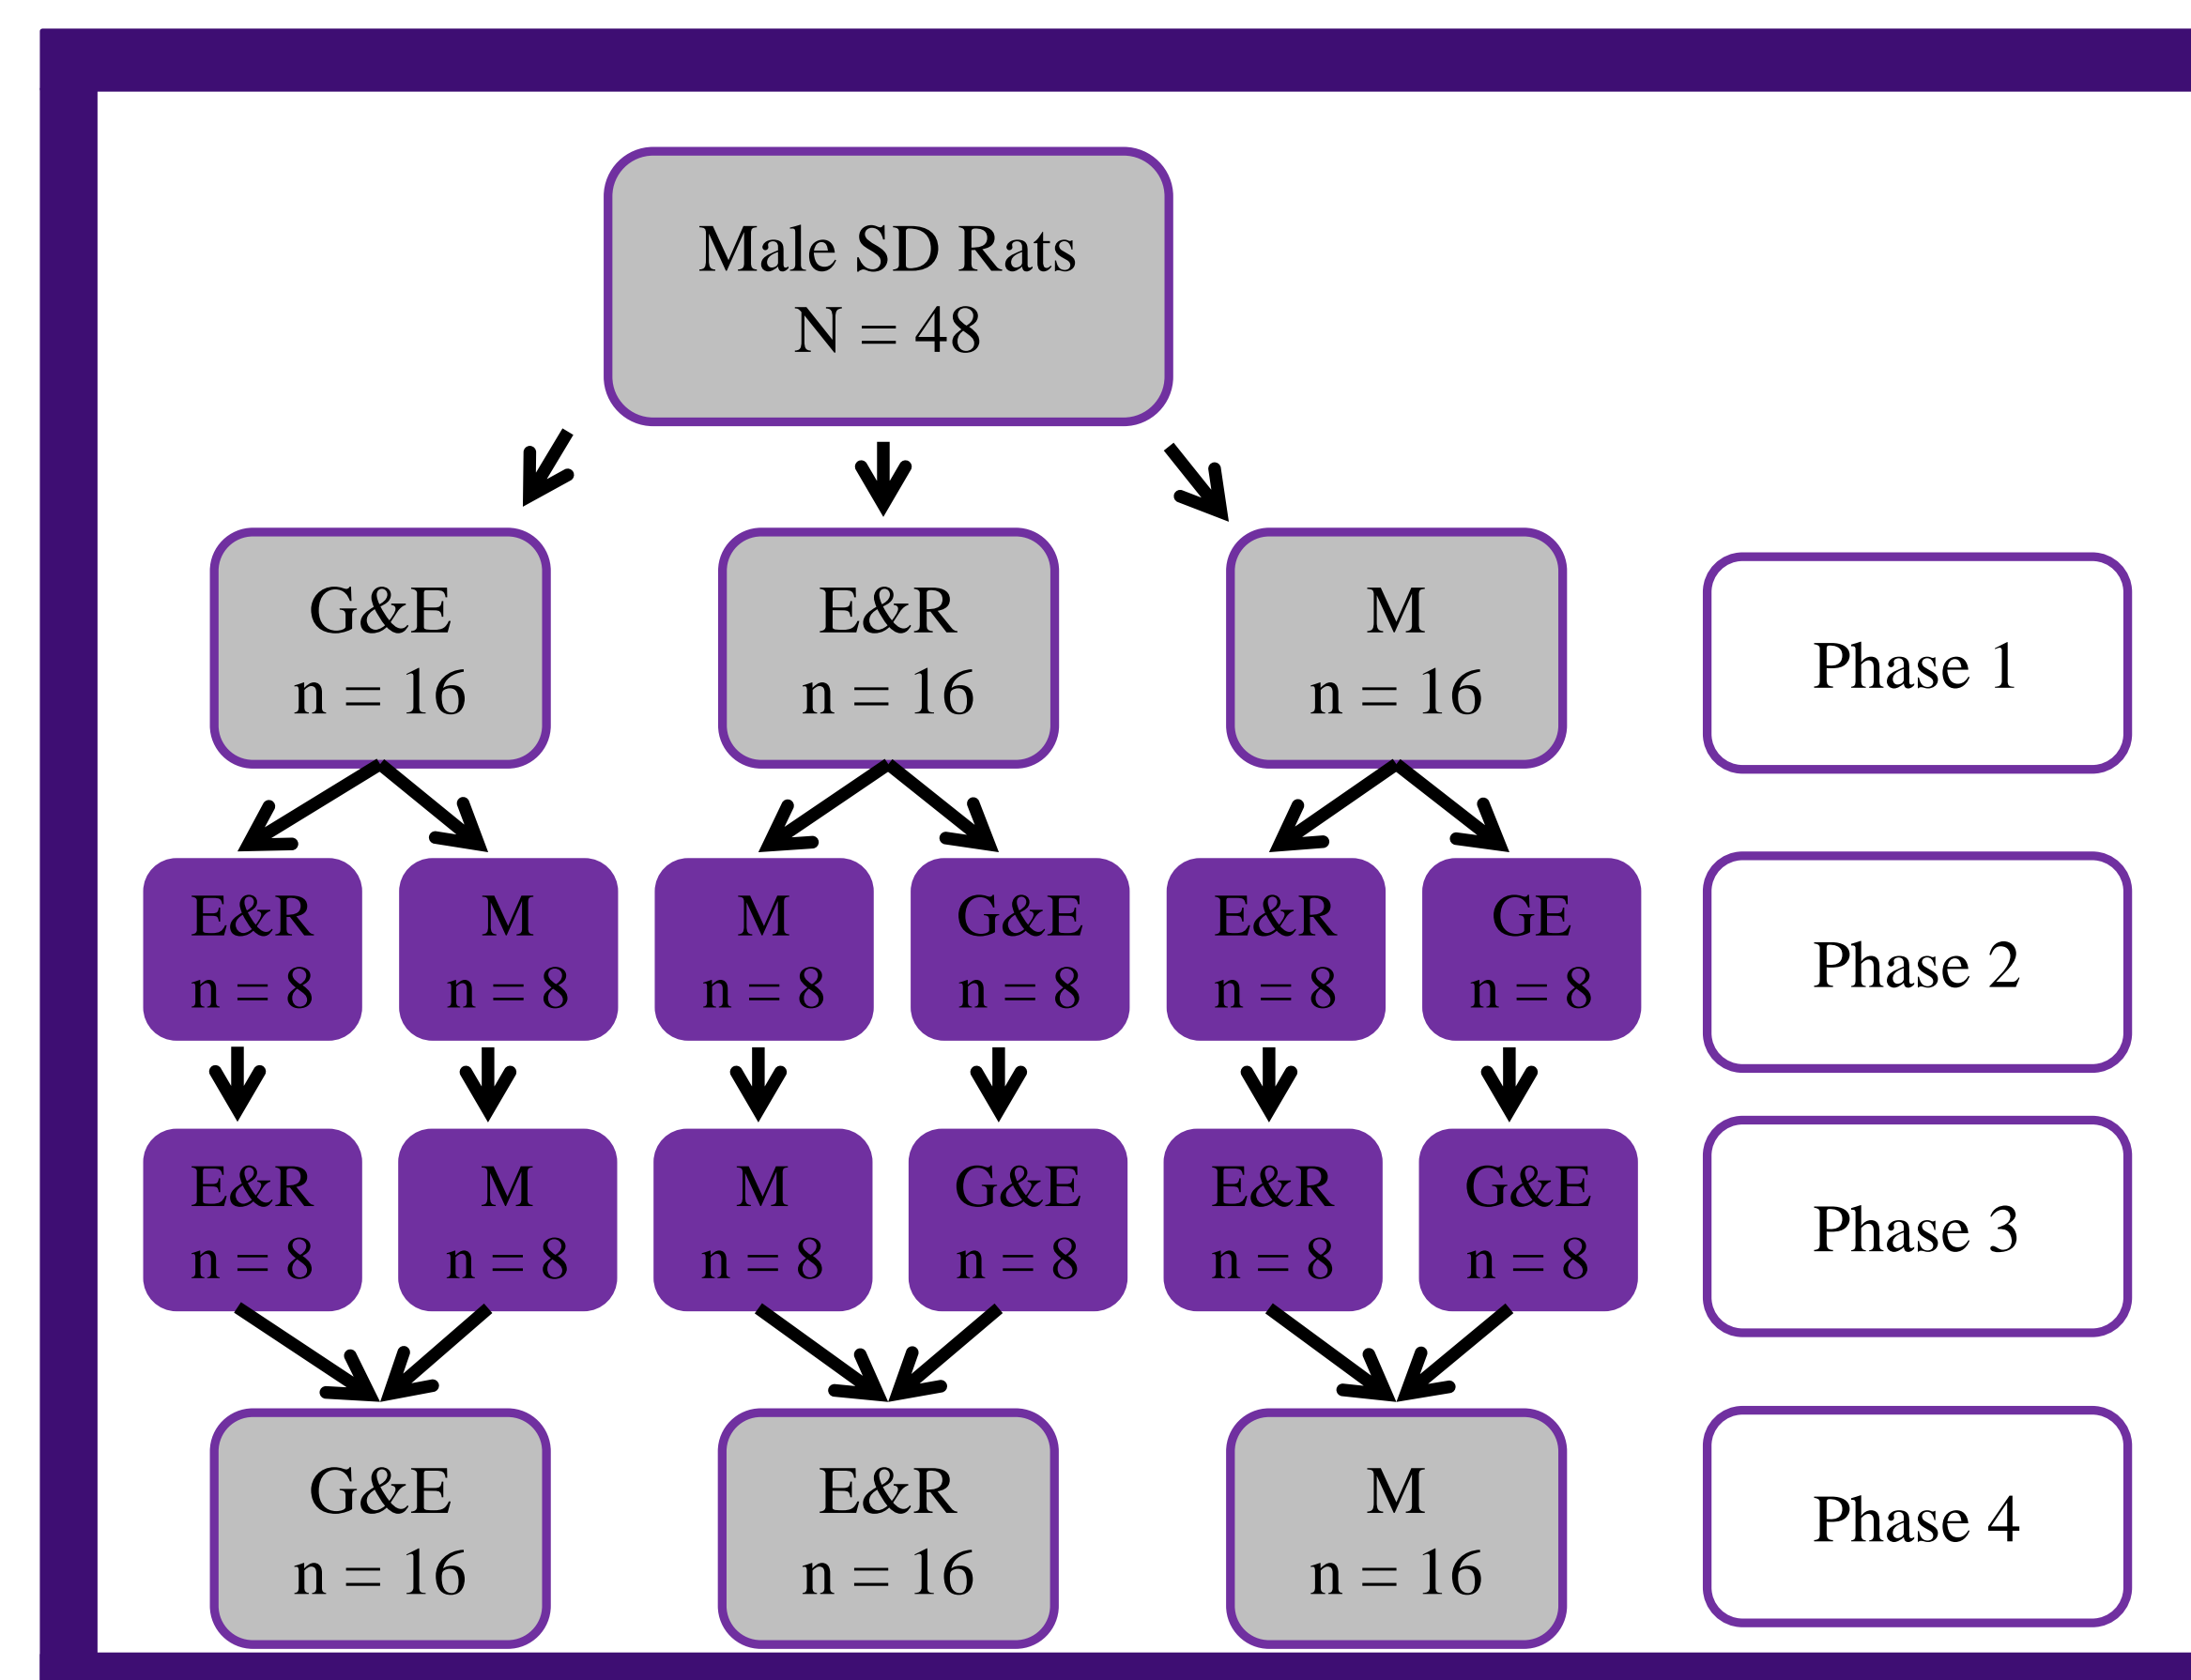 Male SD Rats
N = 48
G&E
n = 16
E&R
n = 16
M
n = 16
Phase 1
E&R
n = 8
M
n = 8
M
n = 8
G&E
n = 8
E&R
n = 8
GE
n = 8
Phase 2
E&R
n = 8
M
n = 8
M
n = 8
G&E
n = 8
E&R
n = 8
G&E
n = 8
Phase 3
G&E
n = 16
E&R
n = 16
M
n = 16
Phase 4